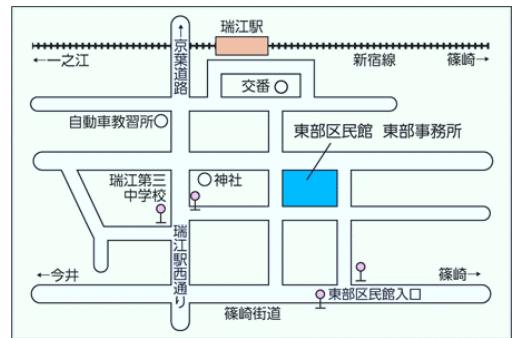 瑞江駅
←一之江
新宿線
篠崎→
←京葉道路
交番
自動車教習所
東部区民館 東部事務所
瑞江第三
中学校
神社
瑞江駅西通り
←今井
篠崎→
東部区民館入口
篠崎街道